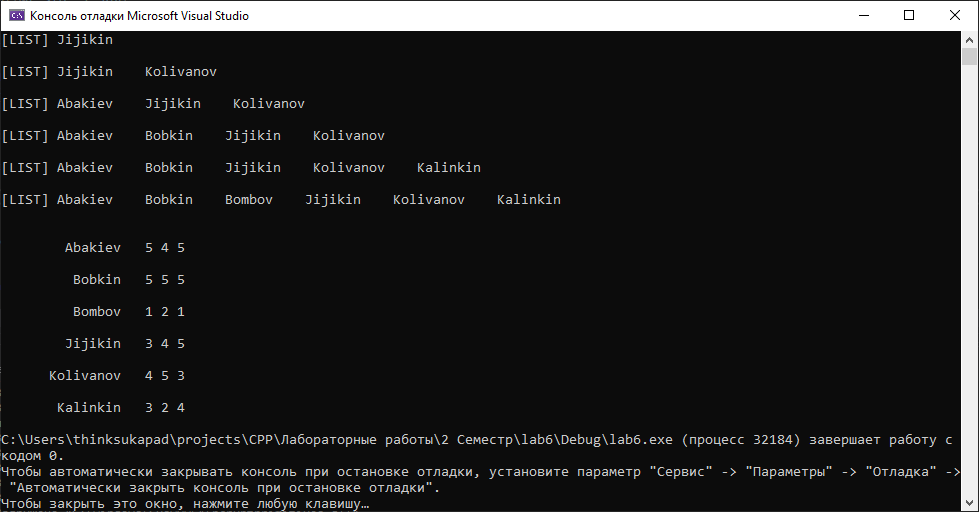 Консоль отладки Microsoft Visual Studio
[LIST] Jijikin
[LIST] Jijikin    Kolivanov
[LIST] Abakiev    Jijikin    Kolivanov
[LIST] Abakiev    Bobkin    Jijikin    Kolivanov
[LIST] Abakiev    Bobkin    Jijikin    Kolivanov    Kalinkin
[LIST] Abakiev    Bobkin    Bombov    Jijikin    Kolivanov    Kalinkin
Abakiev   5 4 5
Bobkin   5 5 5
Bombov   1 2 1
Jijikin   3 4 5
Kolivanov   4 5 3
Kalinkin   3 2 4
C:\Users\thinksukapad\projects\CPP\Лабораторные работы\2 Семестр\lab6\Debug\lab6.exe (процесс 32184) завершает работу с
кодом 0.
Чтобы автоматически закрывать консоль при остановке отладки, установите параметр "Сервис" -> "Параметры" -> "Отладка" ->
"Автоматически закрыть консоль при остановке отладки".
Чтобы закрыть это окно, нажмите любую клавишу…